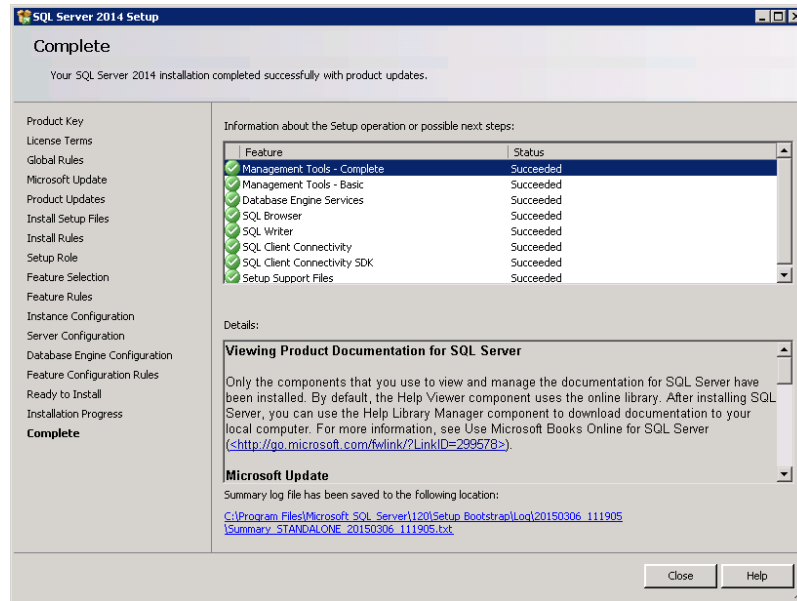 SQL Server 2014 Setup
Complete
Your SQL Server 2014 installation completed successfully with product updates.
Product Key
License Terms
Global Rules
Microsoft Update
Product Updates
Install Setup Files
Install Rules
Setup Role
Feature Selection
Feature Rules
Instance Configuration
Server Configuration
Database Engine Configuration
Feature Configuration Rules
Ready to Install
Installation Progress
Complete
Information about the Setup operation or possible next steps:
Feature Status
Management Tools - Complete Succeeded
Management Tools - Basic Succeeded
Database Engine Services Succeeded
SQL Browser Succeeded
SQL Writer Succeeded
SQL Client Connectivity Succeeded
SQL Client Connectivity SDK Succeeded
Setup Support Files Succeeded
Details:
Viewing Product Documentation for SQL Server
Only the components that you use to view and manage the documentation for SQL Server have
been installed. By default, the Help Viewer component uses the online library. After installing SQL
Server, you can use the Help Library Manager component to download documentation to your
local computer. For more information, see Use Microsoft Books Online for SQL Server
(<http://go.microsoft.com/fwlink/?LinkID=299578>).
Microsoft Update
Summary log file has been saved to the following location:
C:\Program Files\Microsoft SQL Server\120\Setup Bootstrap\Log\20150306_111905
\Summary_STANDALONE_20150306_111905.txt
Close Help